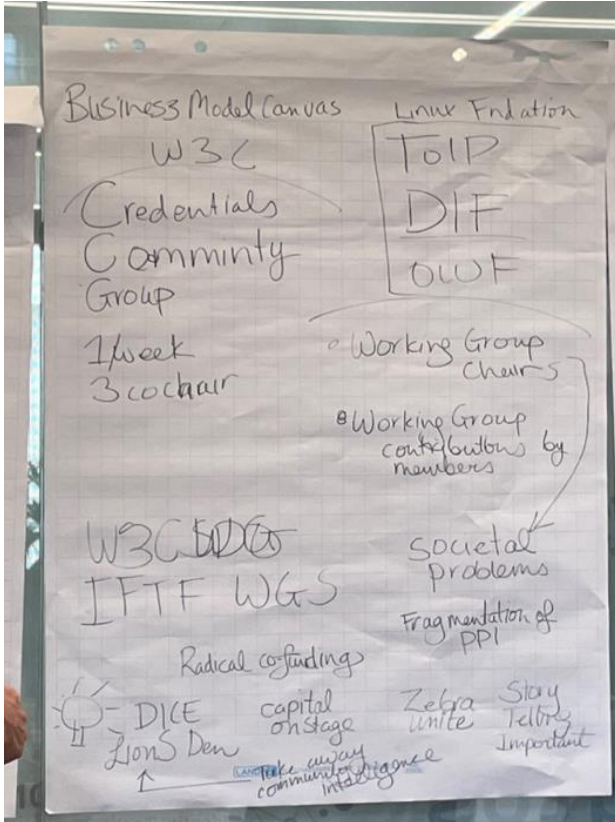 Business Model Canvas
W3C
Credentials
Comminty
Group
1/week
3 cochair
Linux Fndation
ToIP
DIF
OWF
Working Group
Chairs
Working Group
contributions by
members
W3C
IFTF WGS
Societal
problems
Fragmentation of
PPI
Radical co-funding
DICE
Lions Den
capital
on stage
Zebra
unite
Story
Telling
Important
Take away
community
intelligence